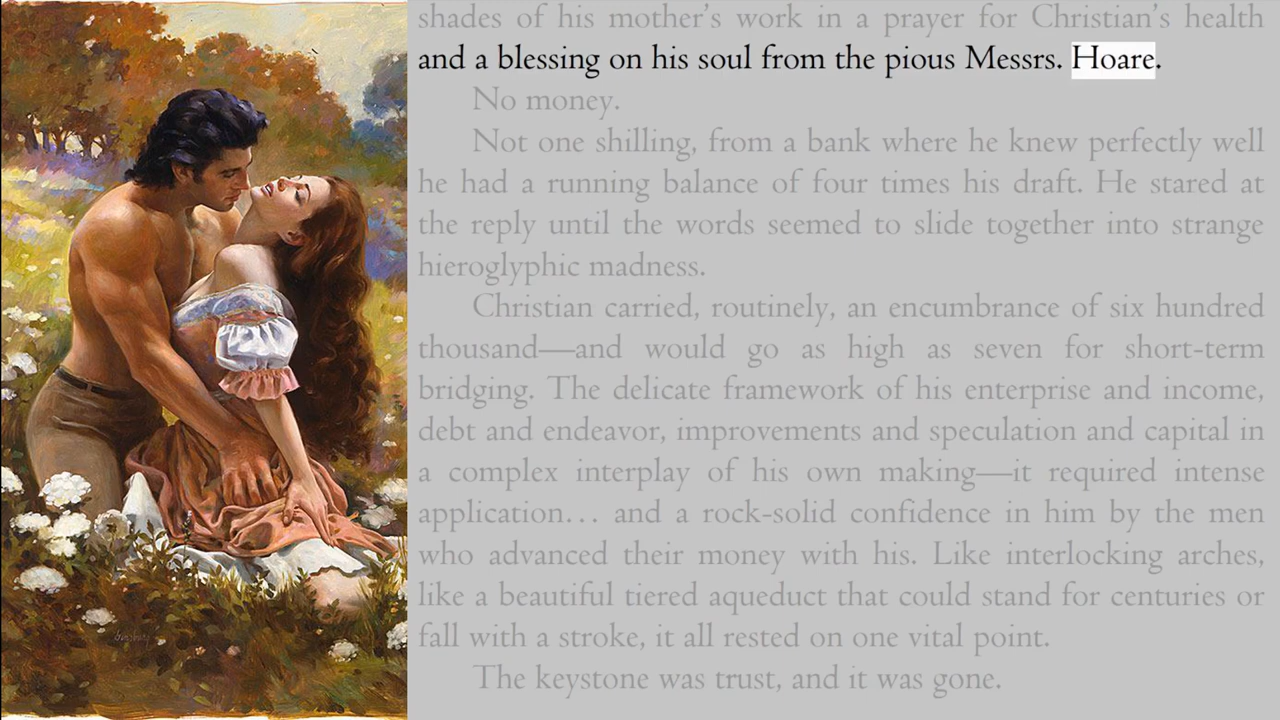 shades of his mother's work in a prayer for Christian's health
and a blessing on his soul from the pious Messrs. Hoare.
No money.
Not one shilling, from a bank where he knew perfectly well
he had a running balance of four times his draft. He stared at
the reply until the words seemed to slide together into strange
hieroglyphic madness.
Christian carried, routinely, an encumbrance of six hundred
thousand—and would go as high as seven for short-term
bridging. The delicate framework of his enterprise and income,
debt and endeavor, improvements and speculation and capital in
a complex interplay of his own making—it required intense
application… and a rock-solid confidence in him by the men
who advanced their money with his. Like interlocking arches,
like a beautiful tiered aqueduct that could stand for centuries or
fall with a stroke, it all rested on one vital point.
The keystone was trust, and it was gone.